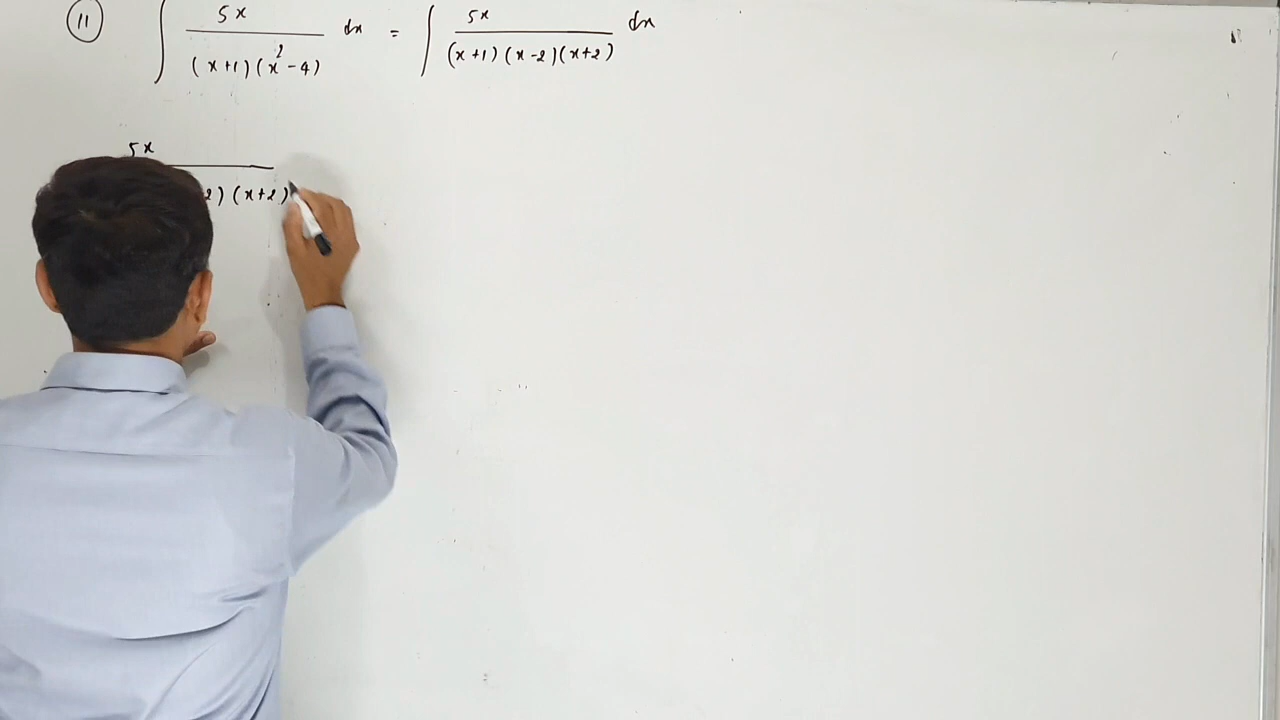 11 ∫ 5x / (x+1)(x²-4) dx = ∫ 5x / (x+1)(x-2)(x+2) dx
5x / 2)(x+2)